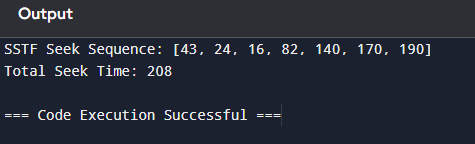 Output
SSTF Seek Sequence: [43, 24, 16, 82, 140, 170, 190]
Total Seek Time: 208
=== Code Execution Successful ===